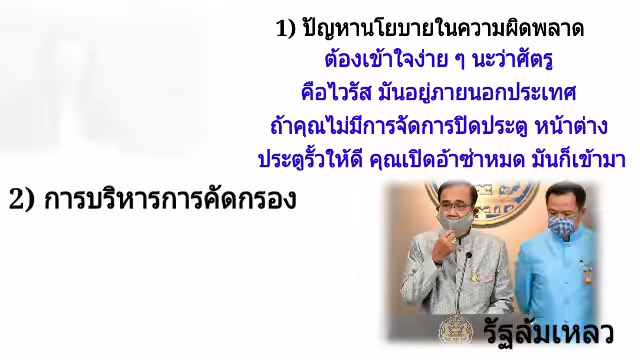 1) ปัญหานโยบายในความผิดพลาด
ต้องเข้าใจง่าย ๆ นะว่าศัตรู
คือไวรัส มันอยู่ภายนอกประเทศ
ถ้าคุณไม่มีการจัดการปิดประตู หน้าต่าง
ประตูรั้วให้ดี คุณเปิดอ้าซ่าหมด มันก็เข้ามา
2) การบริหารการคัดกรอง
รัฐล้มเหลว